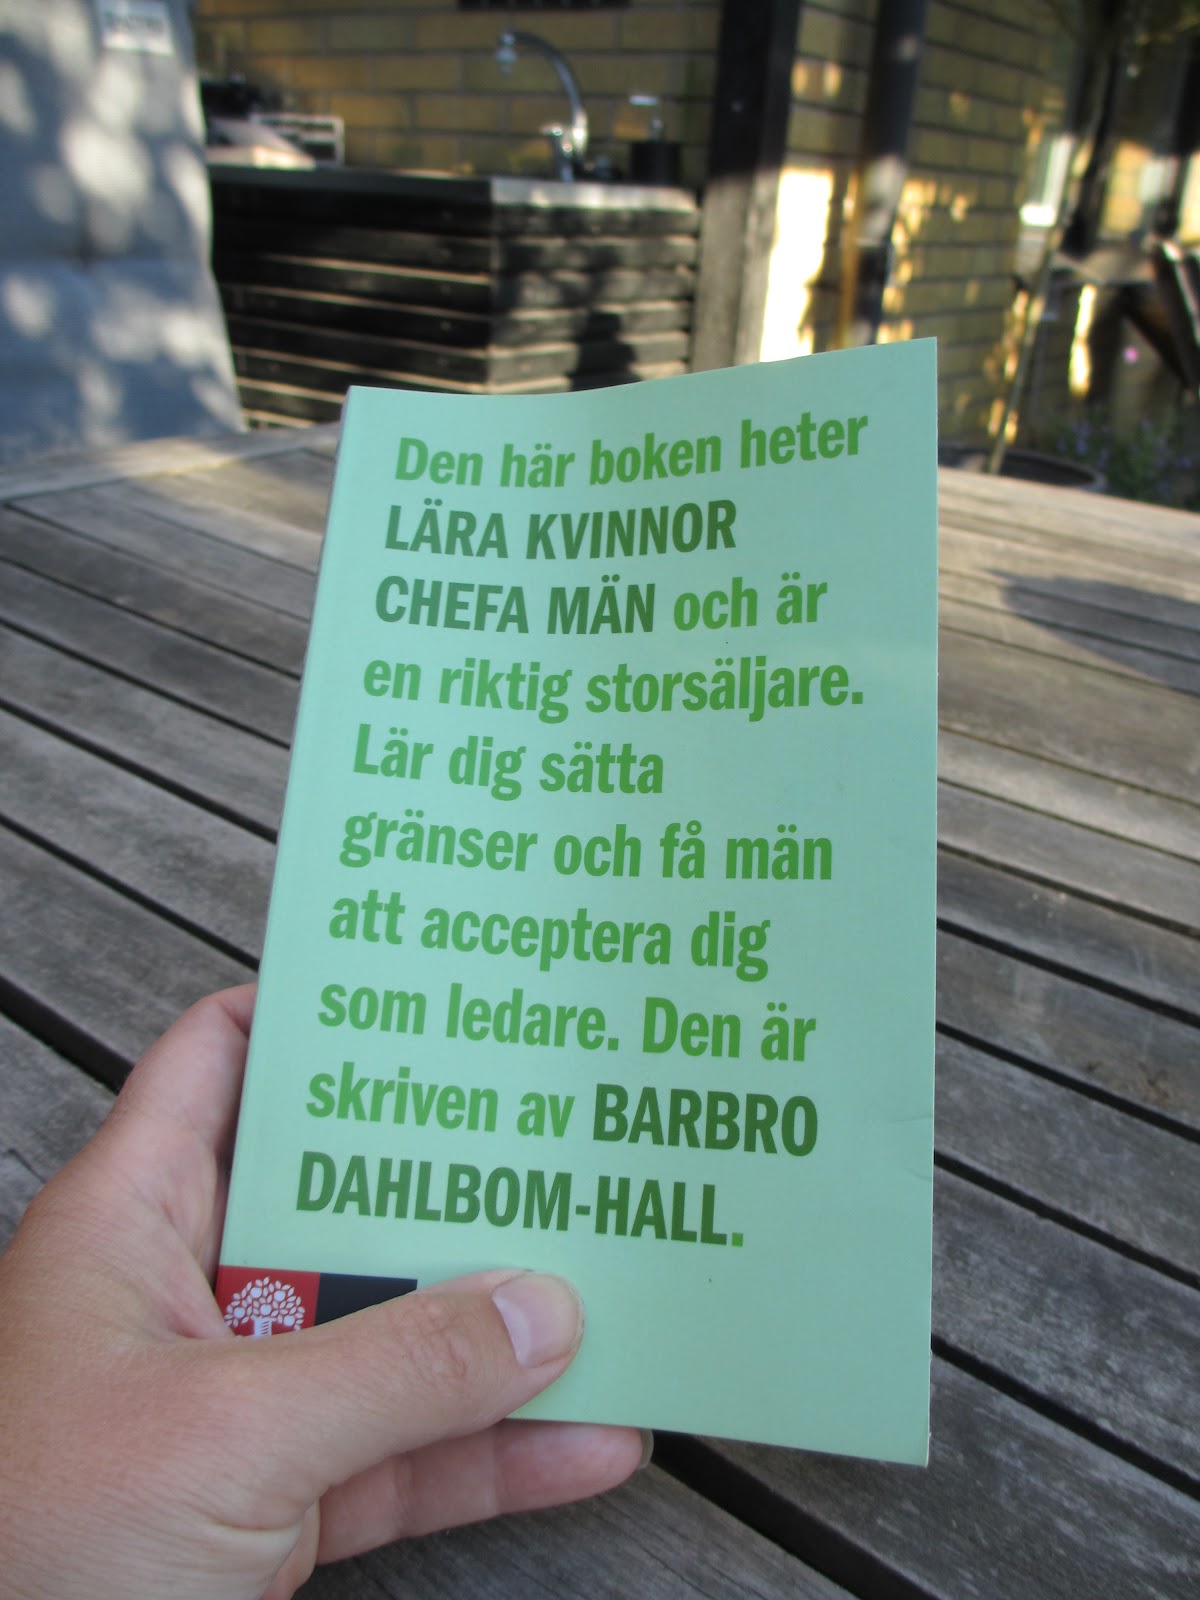 Den här boken heter
LÄRA KVINNOR
CHEFA MÄN och är
en riktig storsäljare.
Lär dig sätta
gränser och få män
att acceptera dig
som ledare. Den är
skriven av BARBRO
DAHLBOM-HALL.